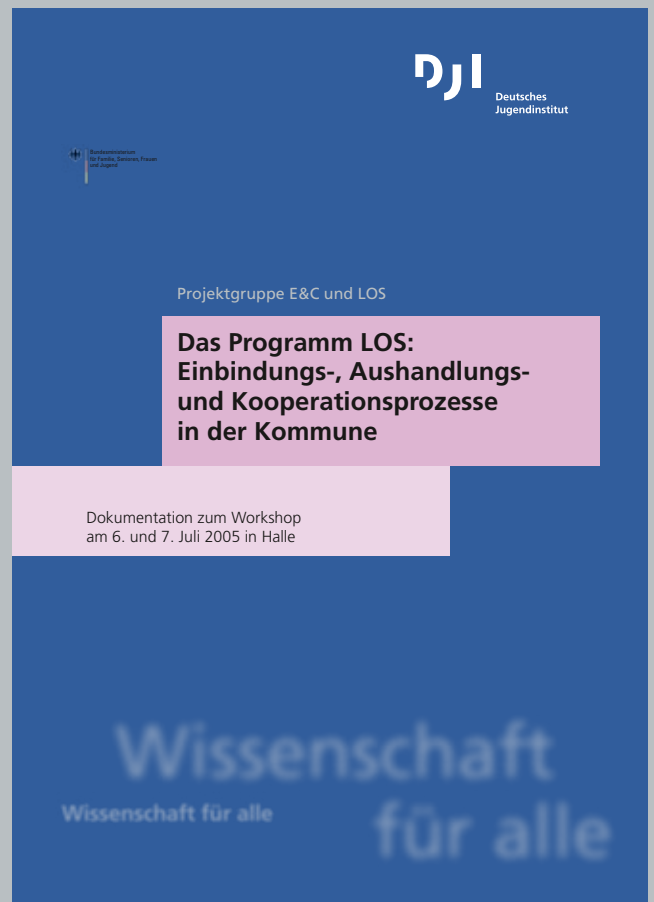 DJI
Deutsches
Jugendinstitut
Bundesministerium
für Familie, Senioren, Frauen
und Jugend
Projektgruppe E&C und LOS
Das Programm LOS:
Einbindungs-, Aushandlungs-
und Kooperationsprozesse
in der Kommune
Dokumentation zum Workshop
am 6. und 7. Juli 2005 in Halle
Wissenschaft
für alle
Wissenschaft für alle